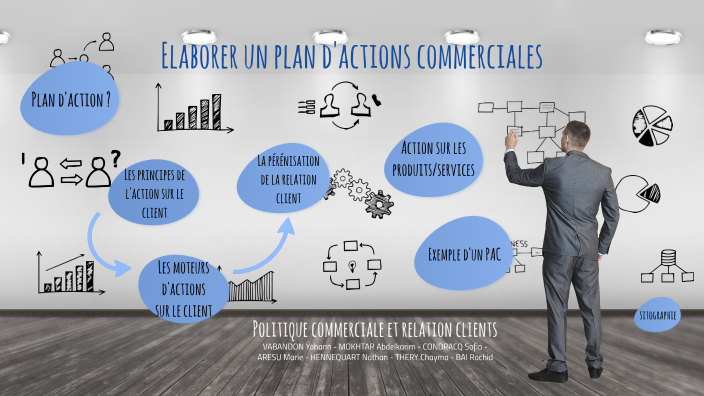 Elaborer un plan d'actions commerciales
Plan d'action ?
Les principes de
l'action sur le
client
Les moteurs
d'actions
sur le client
La pérénisation
de la relation
client
Action sur les
produits/services
Exemple d'un PAC
NESS
sitographie
Politique commerciale et relation clients
VABANDON Yohann - MOKHTAR Abdelkarim - CONDRACQ Sofia -
ARESU Marie - HENNEQUART Nathan - THERY Chayma - BAI Rachid